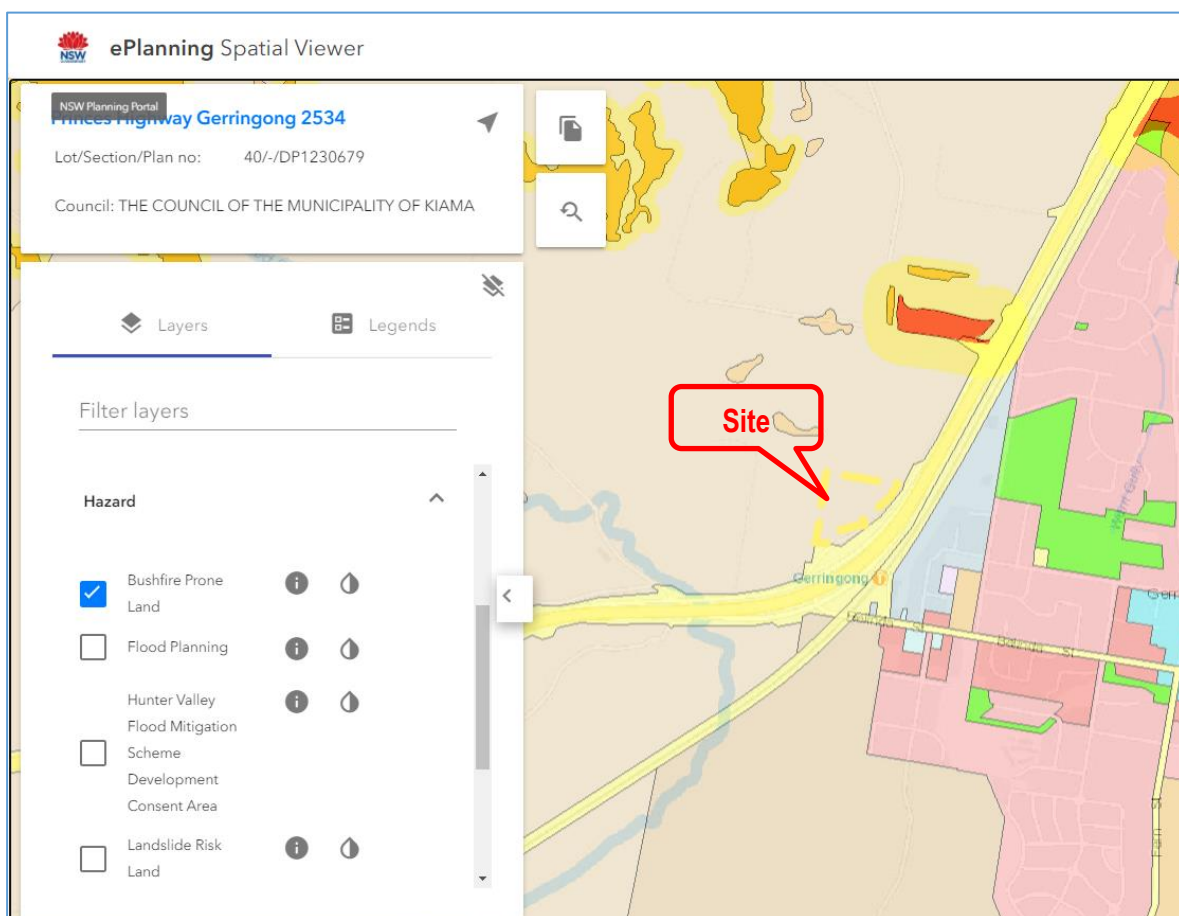 NSW
ePlanning Spatial Viewer
NSW Planning Portal
Princes Highway Gerringong 2534
Lot/Section/Plan no: 40/-/DP1230679
Council: THE COUNCIL OF THE MUNICIPALITY OF KIAMA
Layers
Legends
Filter layers
Hazard
Bushfire Prone
Land
Flood Planning
Hunter Valley
Flood Mitigation
Scheme
Development
Consent Area
Landslide Risk
Land
Site
Gerringong
Belinda St
Fern St